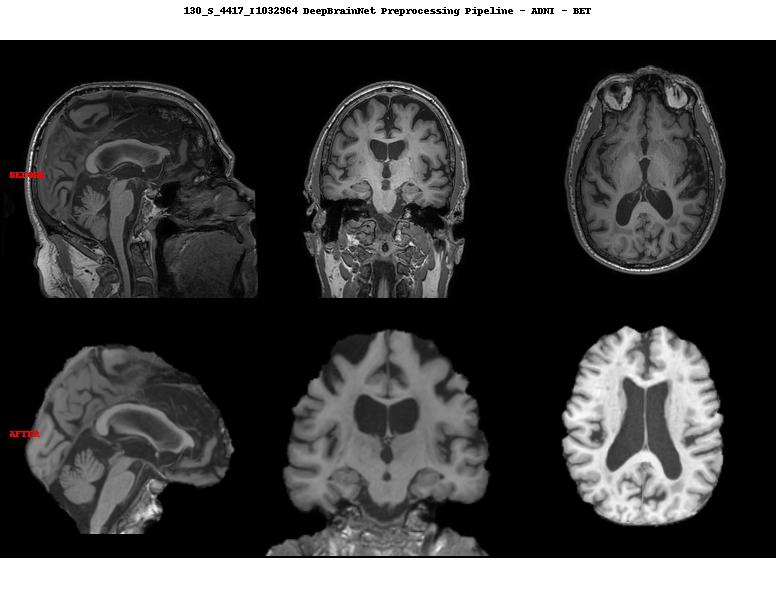 130_S_4417_I1032964 DeepBrainNet Preprocessing Pipeline - ADNI - BET
BEFORE
AFTER